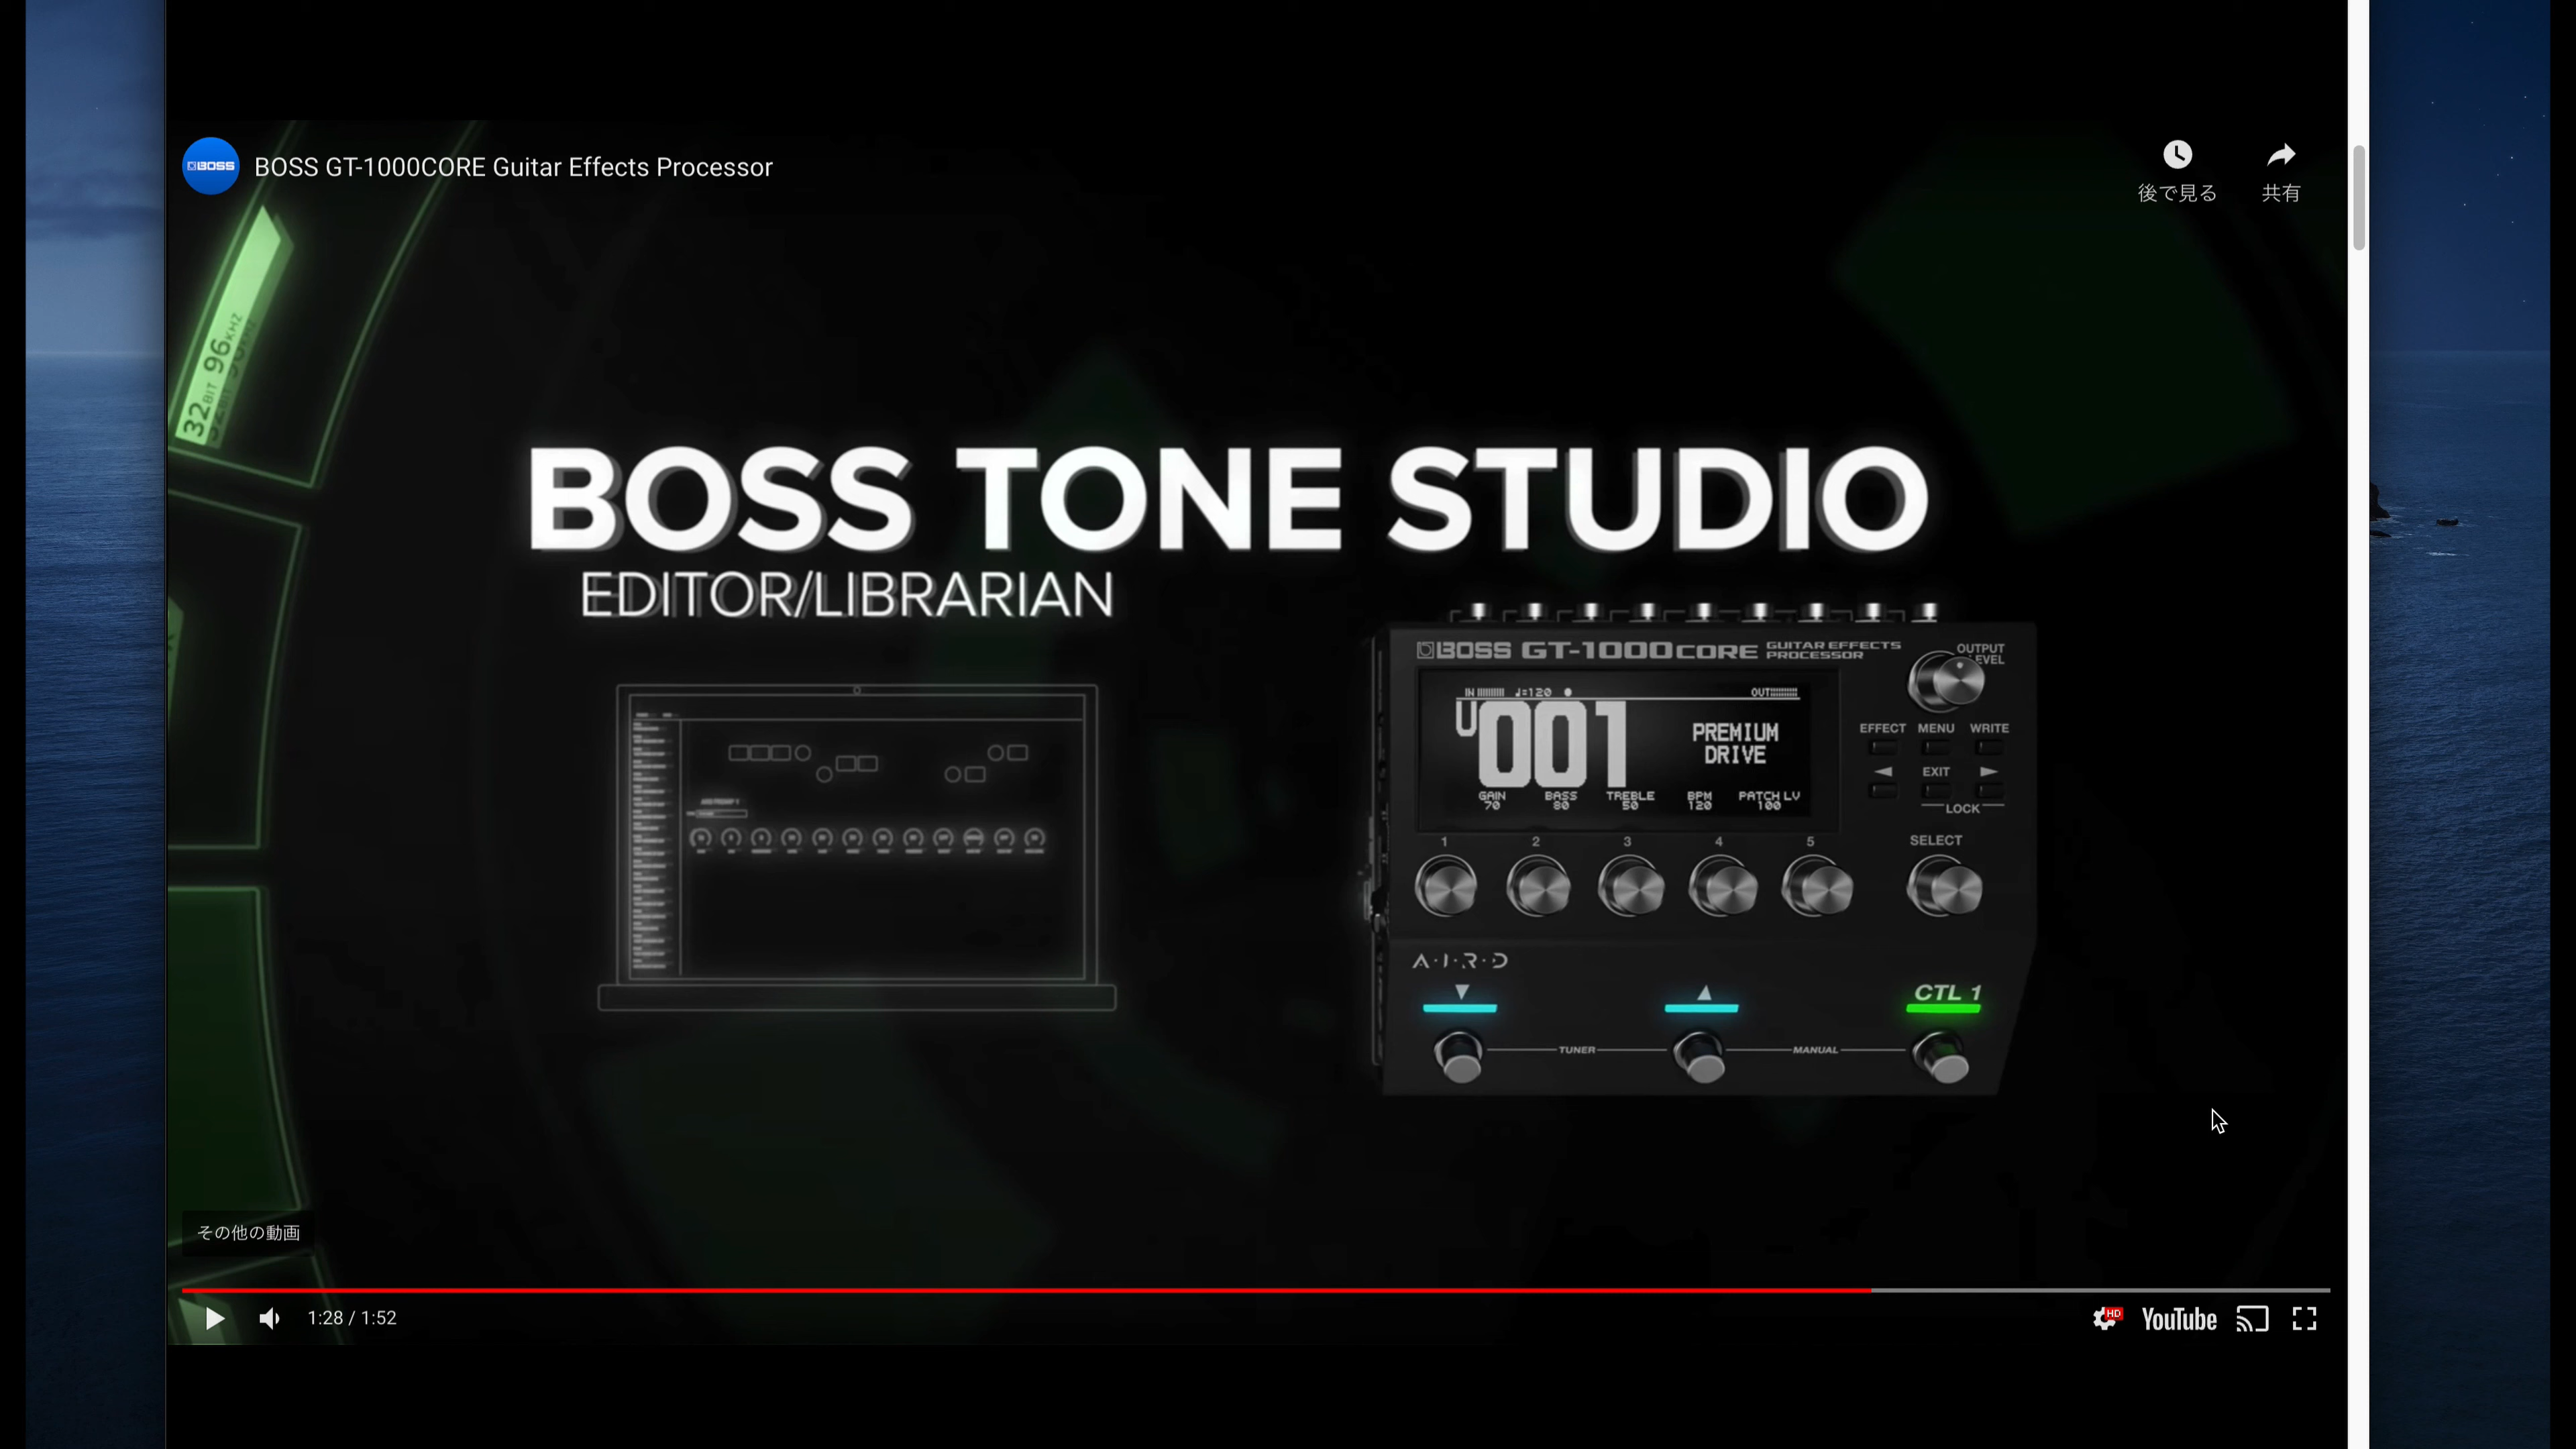 BOSS
BOSS GT-1000CORE Guitar Effects Processor
後で見る
共有
32BIT 96KHZ
BOSS TONE STUDIO
EDITOR/LIBRARIAN
BOSS GT-1000CORE GUITAR EFFECTS PROCESSOR
OUTPUT LEVEL
IN ♩=120 OUT
U001
PREMIUM
DRIVE
GAIN BASS TREBLE BPM PATCH LV
70 80 50 120 100
EFFECT MENU WRITE
EXIT
LOCK
1 2 3 4 5
SELECT
A·I·R·D
CTL 1
TUNER MANUAL
その他の動画
1:28 / 1:52
HD
YouTube